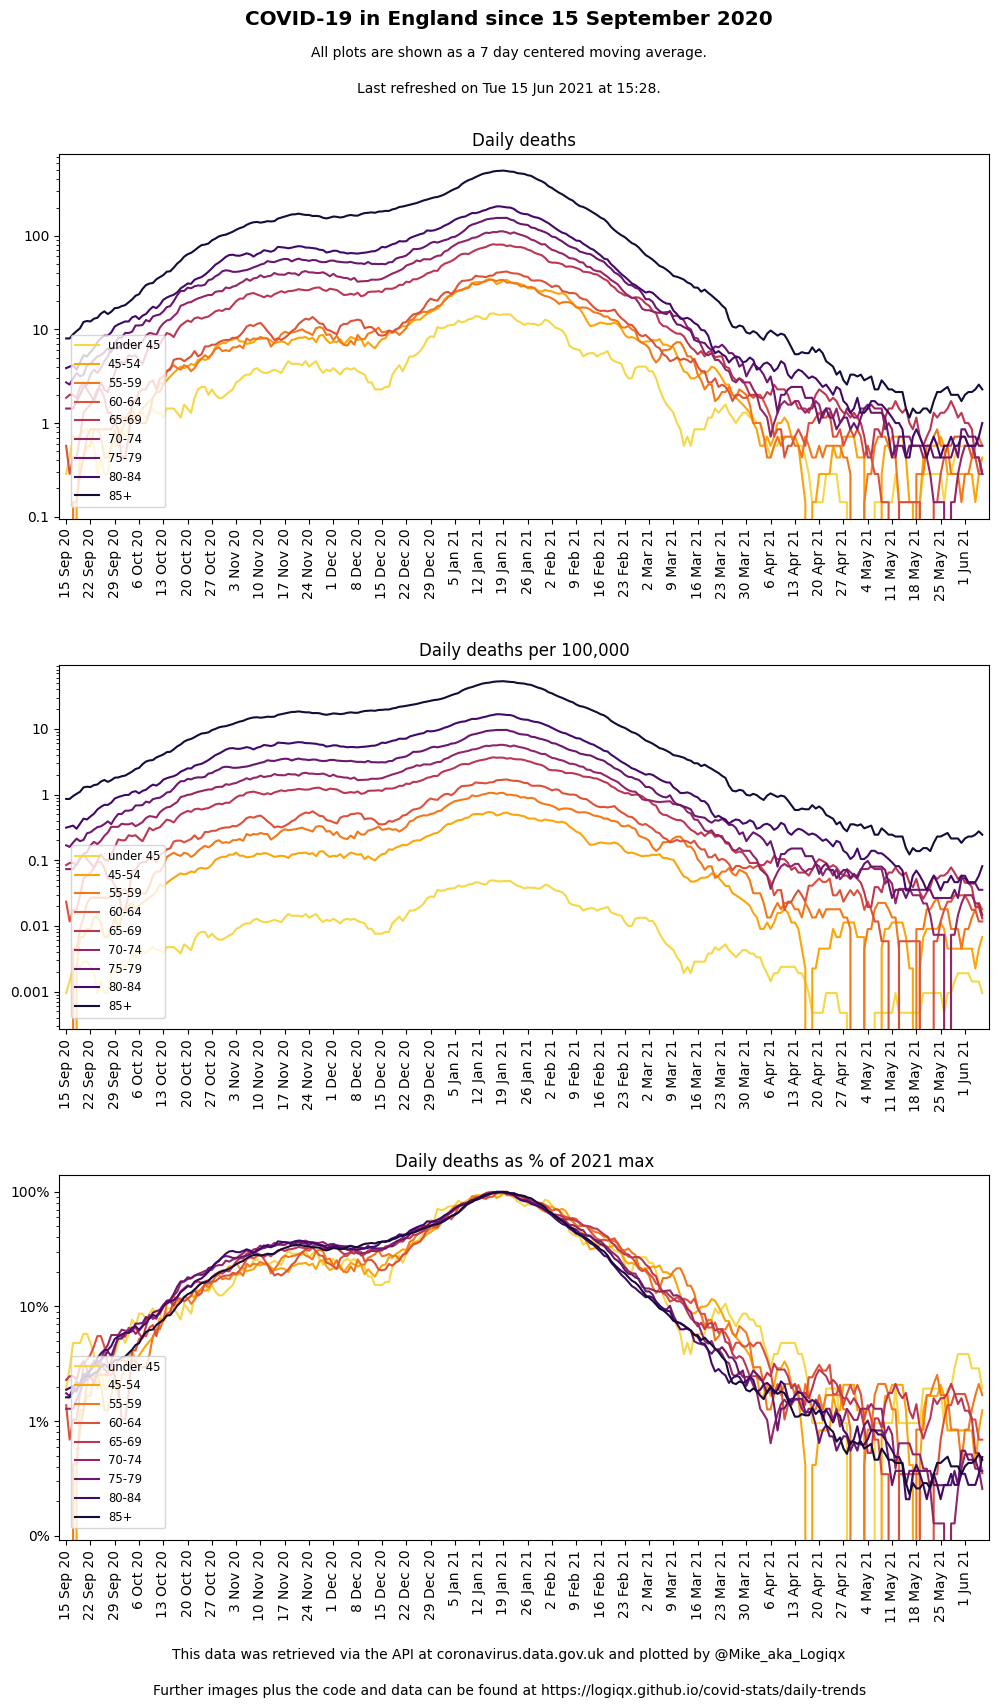 COVID-19 in England since 15 September 2020
All plots are shown as a 7 day centered moving average.
Last refreshed on Tue 15 Jun 2021 at 15:28.
Daily deaths
100
10
1
0.1
under 45
45-54
55-59
60-64
65-69
70-74
75-79
80-84
85+
15 Sep 20
22 Sep 20
29 Sep 20
6 Oct 20
13 Oct 20
20 Oct 20
27 Oct 20
3 Nov 20
10 Nov 20
17 Nov 20
24 Nov 20
1 Dec 20
8 Dec 20
15 Dec 20
22 Dec 20
29 Dec 20
5 Jan 21
12 Jan 21
19 Jan 21
26 Jan 21
2 Feb 21
9 Feb 21
16 Feb 21
23 Feb 21
2 Mar 21
9 Mar 21
16 Mar 21
23 Mar 21
30 Mar 21
6 Apr 21
13 Apr 21
20 Apr 21
27 Apr 21
4 May 21
11 May 21
18 May 21
25 May 21
1 Jun 21
Daily deaths per 100,000
10
1
0.1
0.01
0.001
under 45
45-54
55-59
60-64
65-69
70-74
75-79
80-84
85+
15 Sep 20
22 Sep 20
29 Sep 20
6 Oct 20
13 Oct 20
20 Oct 20
27 Oct 20
3 Nov 20
10 Nov 20
17 Nov 20
24 Nov 20
1 Dec 20
8 Dec 20
15 Dec 20
22 Dec 20
29 Dec 20
5 Jan 21
12 Jan 21
19 Jan 21
26 Jan 21
2 Feb 21
9 Feb 21
16 Feb 21
23 Feb 21
2 Mar 21
9 Mar 21
16 Mar 21
23 Mar 21
30 Mar 21
6 Apr 21
13 Apr 21
20 Apr 21
27 Apr 21
4 May 21
11 May 21
18 May 21
25 May 21
1 Jun 21
Daily deaths as % of 2021 max
100%
10%
1%
0%
under 45
45-54
55-59
60-64
65-69
70-74
75-79
80-84
85+
15 Sep 20
22 Sep 20
29 Sep 20
6 Oct 20
13 Oct 20
20 Oct 20
27 Oct 20
3 Nov 20
10 Nov 20
17 Nov 20
24 Nov 20
1 Dec 20
8 Dec 20
15 Dec 20
22 Dec 20
29 Dec 20
5 Jan 21
12 Jan 21
19 Jan 21
26 Jan 21
2 Feb 21
9 Feb 21
16 Feb 21
23 Feb 21
2 Mar 21
9 Mar 21
16 Mar 21
23 Mar 21
30 Mar 21
6 Apr 21
13 Apr 21
20 Apr 21
27 Apr 21
4 May 21
11 May 21
18 May 21
25 May 21
1 Jun 21
This data was retrieved via the API at coronavirus.data.gov.uk and plotted by @Mike_aka_Logiqx
Further images plus the code and data can be found at https://logiqx.github.io/covid-stats/daily-trends